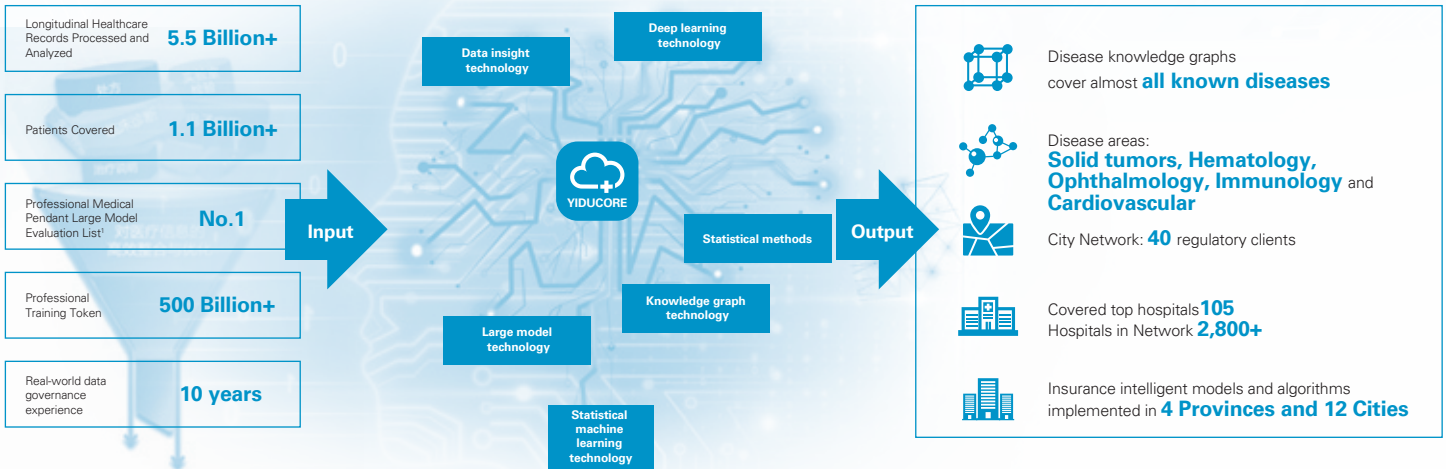 Longitudinal Healthcare
Records Processed and
Analyzed
5.5 Billion+
Patients Covered
1.1 Billion+
Professional Medical
Pendant Large Model
Evaluation List¹
No.1
Professional
Training Token
500 Billion+
Real-world data
governance
experience
10 years
Input
Data insight
technology
Deep learning
technology
YIDUCORE
Statistical methods
Knowledge graph
technology
Large model
technology
Statistical
machine
learning
technology
Output
Disease knowledge graphs
cover almost all known diseases
Disease areas:
Solid tumors, Hematology,
Ophthalmology, Immunology and
Cardiovascular
City Network: 40 regulatory clients
Covered top hospitals 105
Hospitals in Network 2,800+
Insurance intelligent models and algorithms
implemented in 4 Provinces and 12 Cities